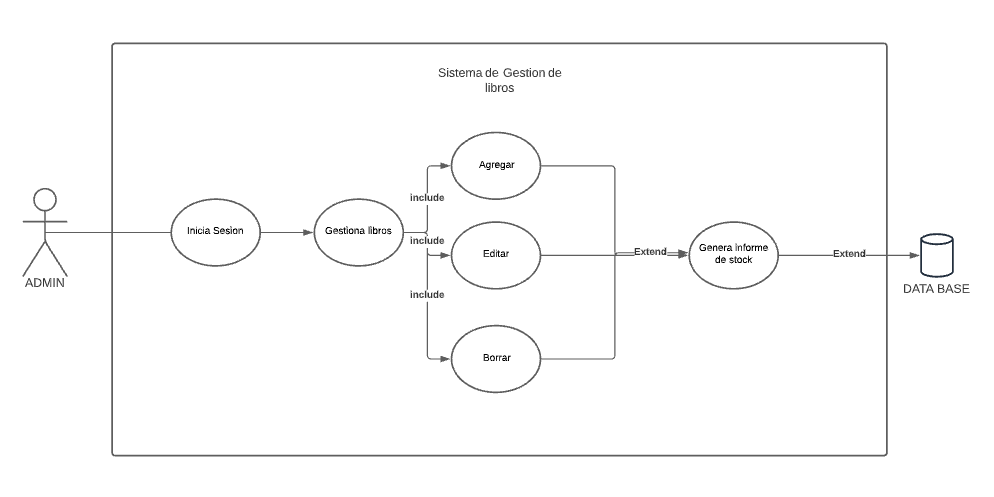 Sistema de Gestion de
libros
Agregar
include
ADMIN
Inicia Sesion
Gestiona libros
include
Editar
Extend
Genera informe
de stock
Extend
DATA BASE
include
Borrar